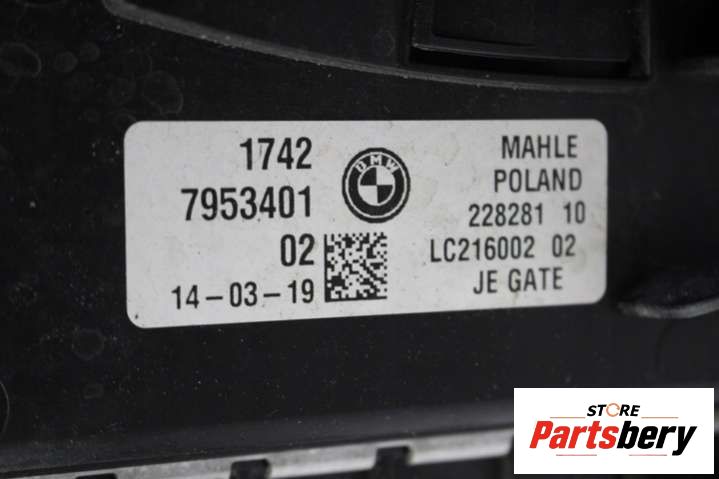 1742
7953401
02
14-03-19
BMW
MAHLE
POLAND
228281 10
LC216002 02
JE GATE
STORE
Partsbery